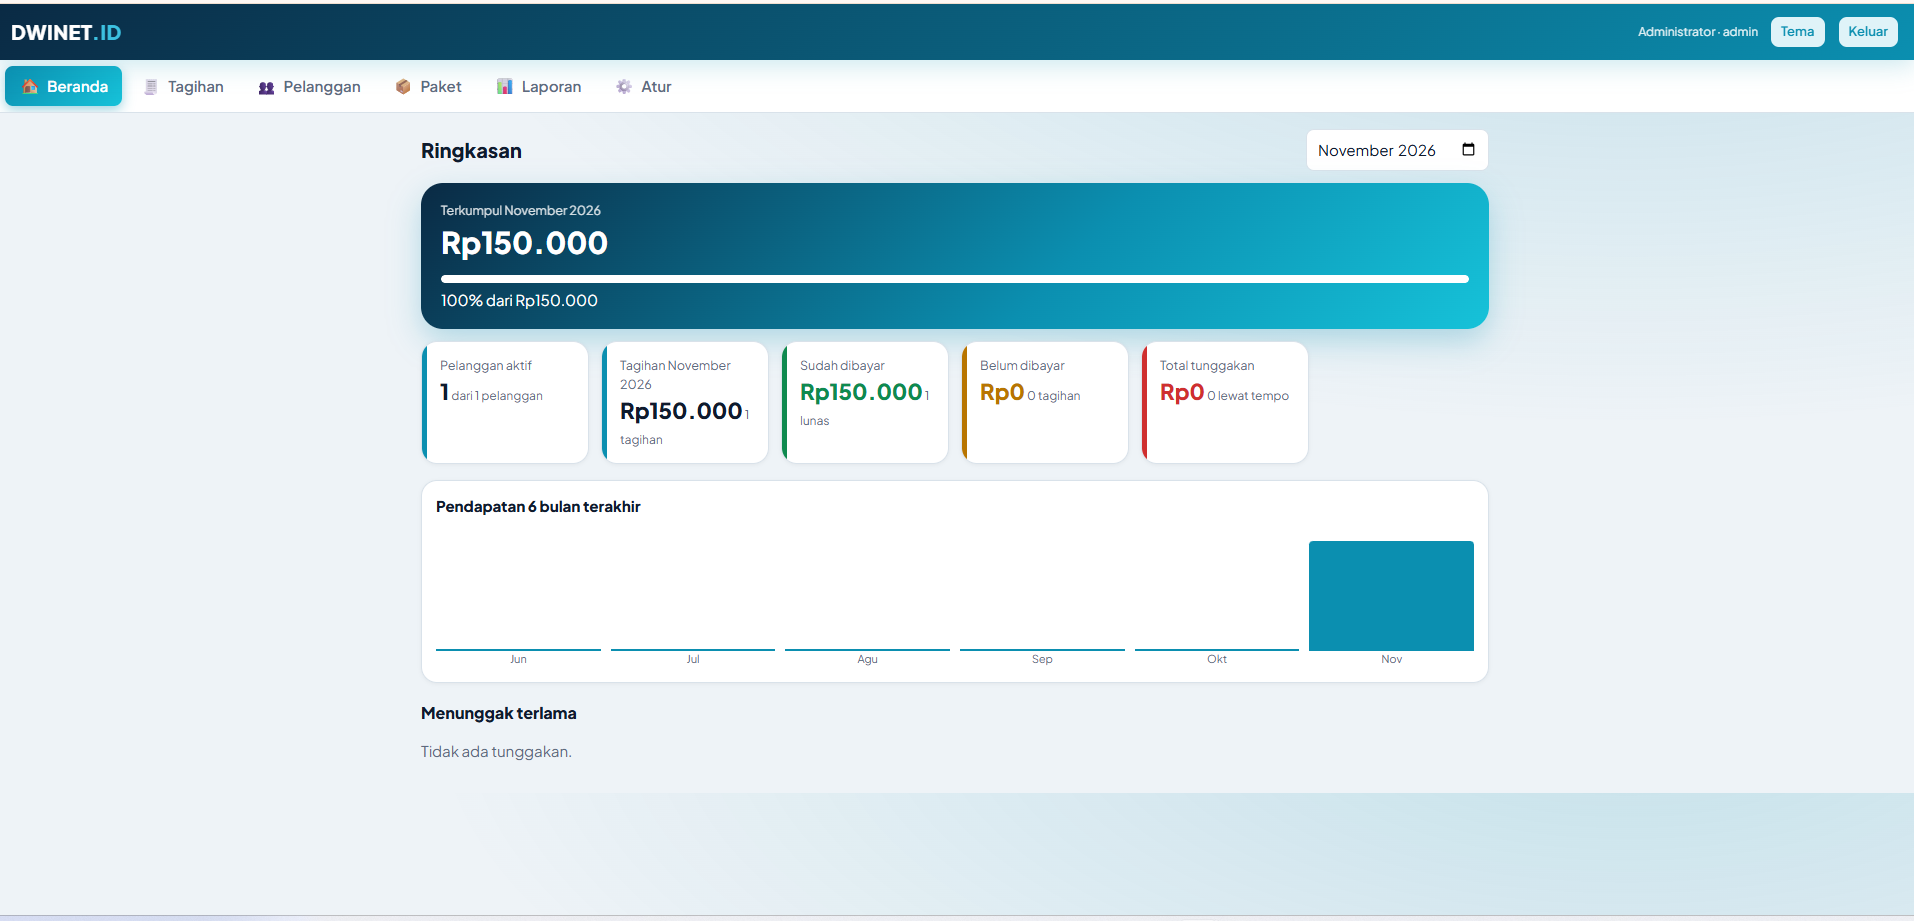 DWINET.ID
Administrator · admin
Tema
Keluar
Beranda
Tagihan
Pelanggan
Paket
Laporan
Atur
Ringkasan
November 2026
Terkumpul November 2026
Rp150.000
100% dari Rp150.000
Pelanggan aktif
1 dari 1 pelanggan
Tagihan November
2026
Rp150.000 1
tagihan
Sudah dibayar
Rp150.000 1
lunas
Belum dibayar
Rp0 0 tagihan
Total tunggakan
Rp0 0 lewat tempo
Pendapatan 6 bulan terakhir
Jun
Jul
Agu
Sep
Okt
Nov
Menunggak terlama
Tidak ada tunggakan.